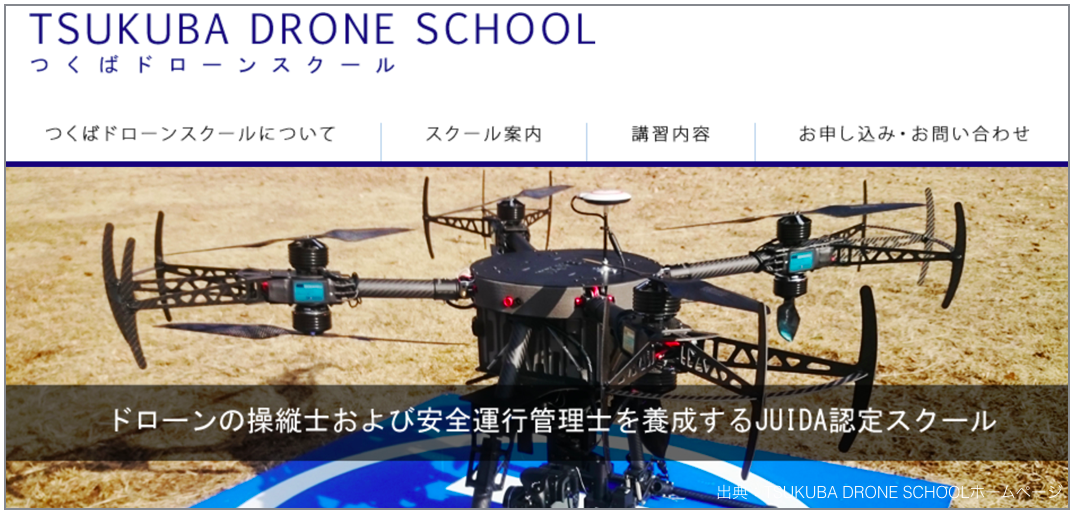 TSUKUBA DRONE SCHOOL
つくばドローンスクール
つくばドローンスクールについて
スクール案内
講習内容
お申し込み・お問い合わせ
ドローンの操縦士および安全運行管理士を養成するJUIDA認定スクール
出典 TSUKUBA DRONE SCHOOLホームページ